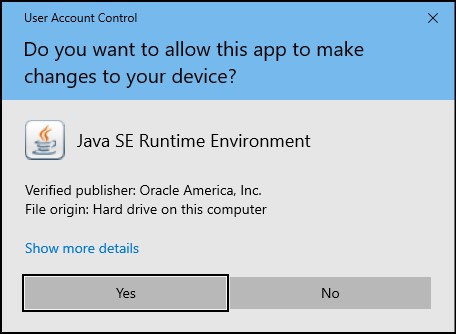 User Account Control
Do you want to allow this app to make
changes to your device?
Java SE Runtime Environment
Verified publisher: Oracle America, Inc.
File origin: Hard drive on this computer
Show more details
Yes
No